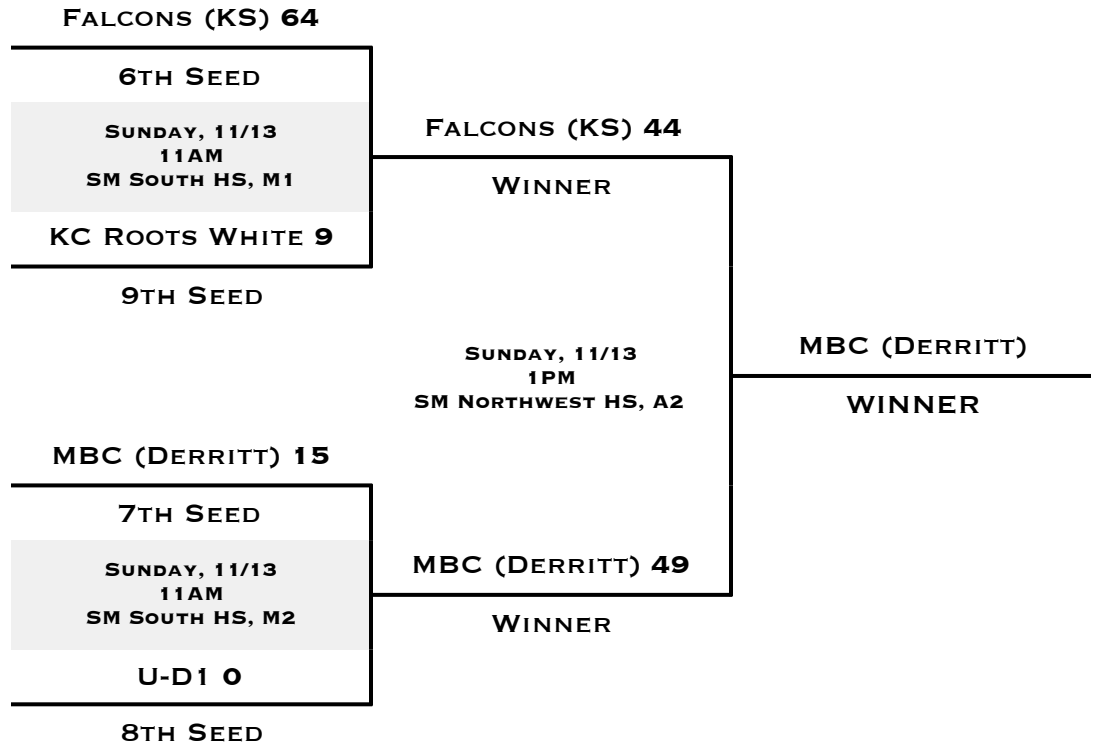 Falcons (KS) 64
6th Seed
Sunday, 11/13
11AM
SM South HS, M1
KC Roots White 9
9th Seed
Falcons (KS) 44
Winner
Sunday, 11/13
1PM
SM Northwest HS, A2
MBC (Derritt)
WINNER
MBC (Derritt) 15
7th Seed
Sunday, 11/13
11AM
SM South HS, M2
U-D1 0
8th Seed
MBC (Derritt) 49
Winner